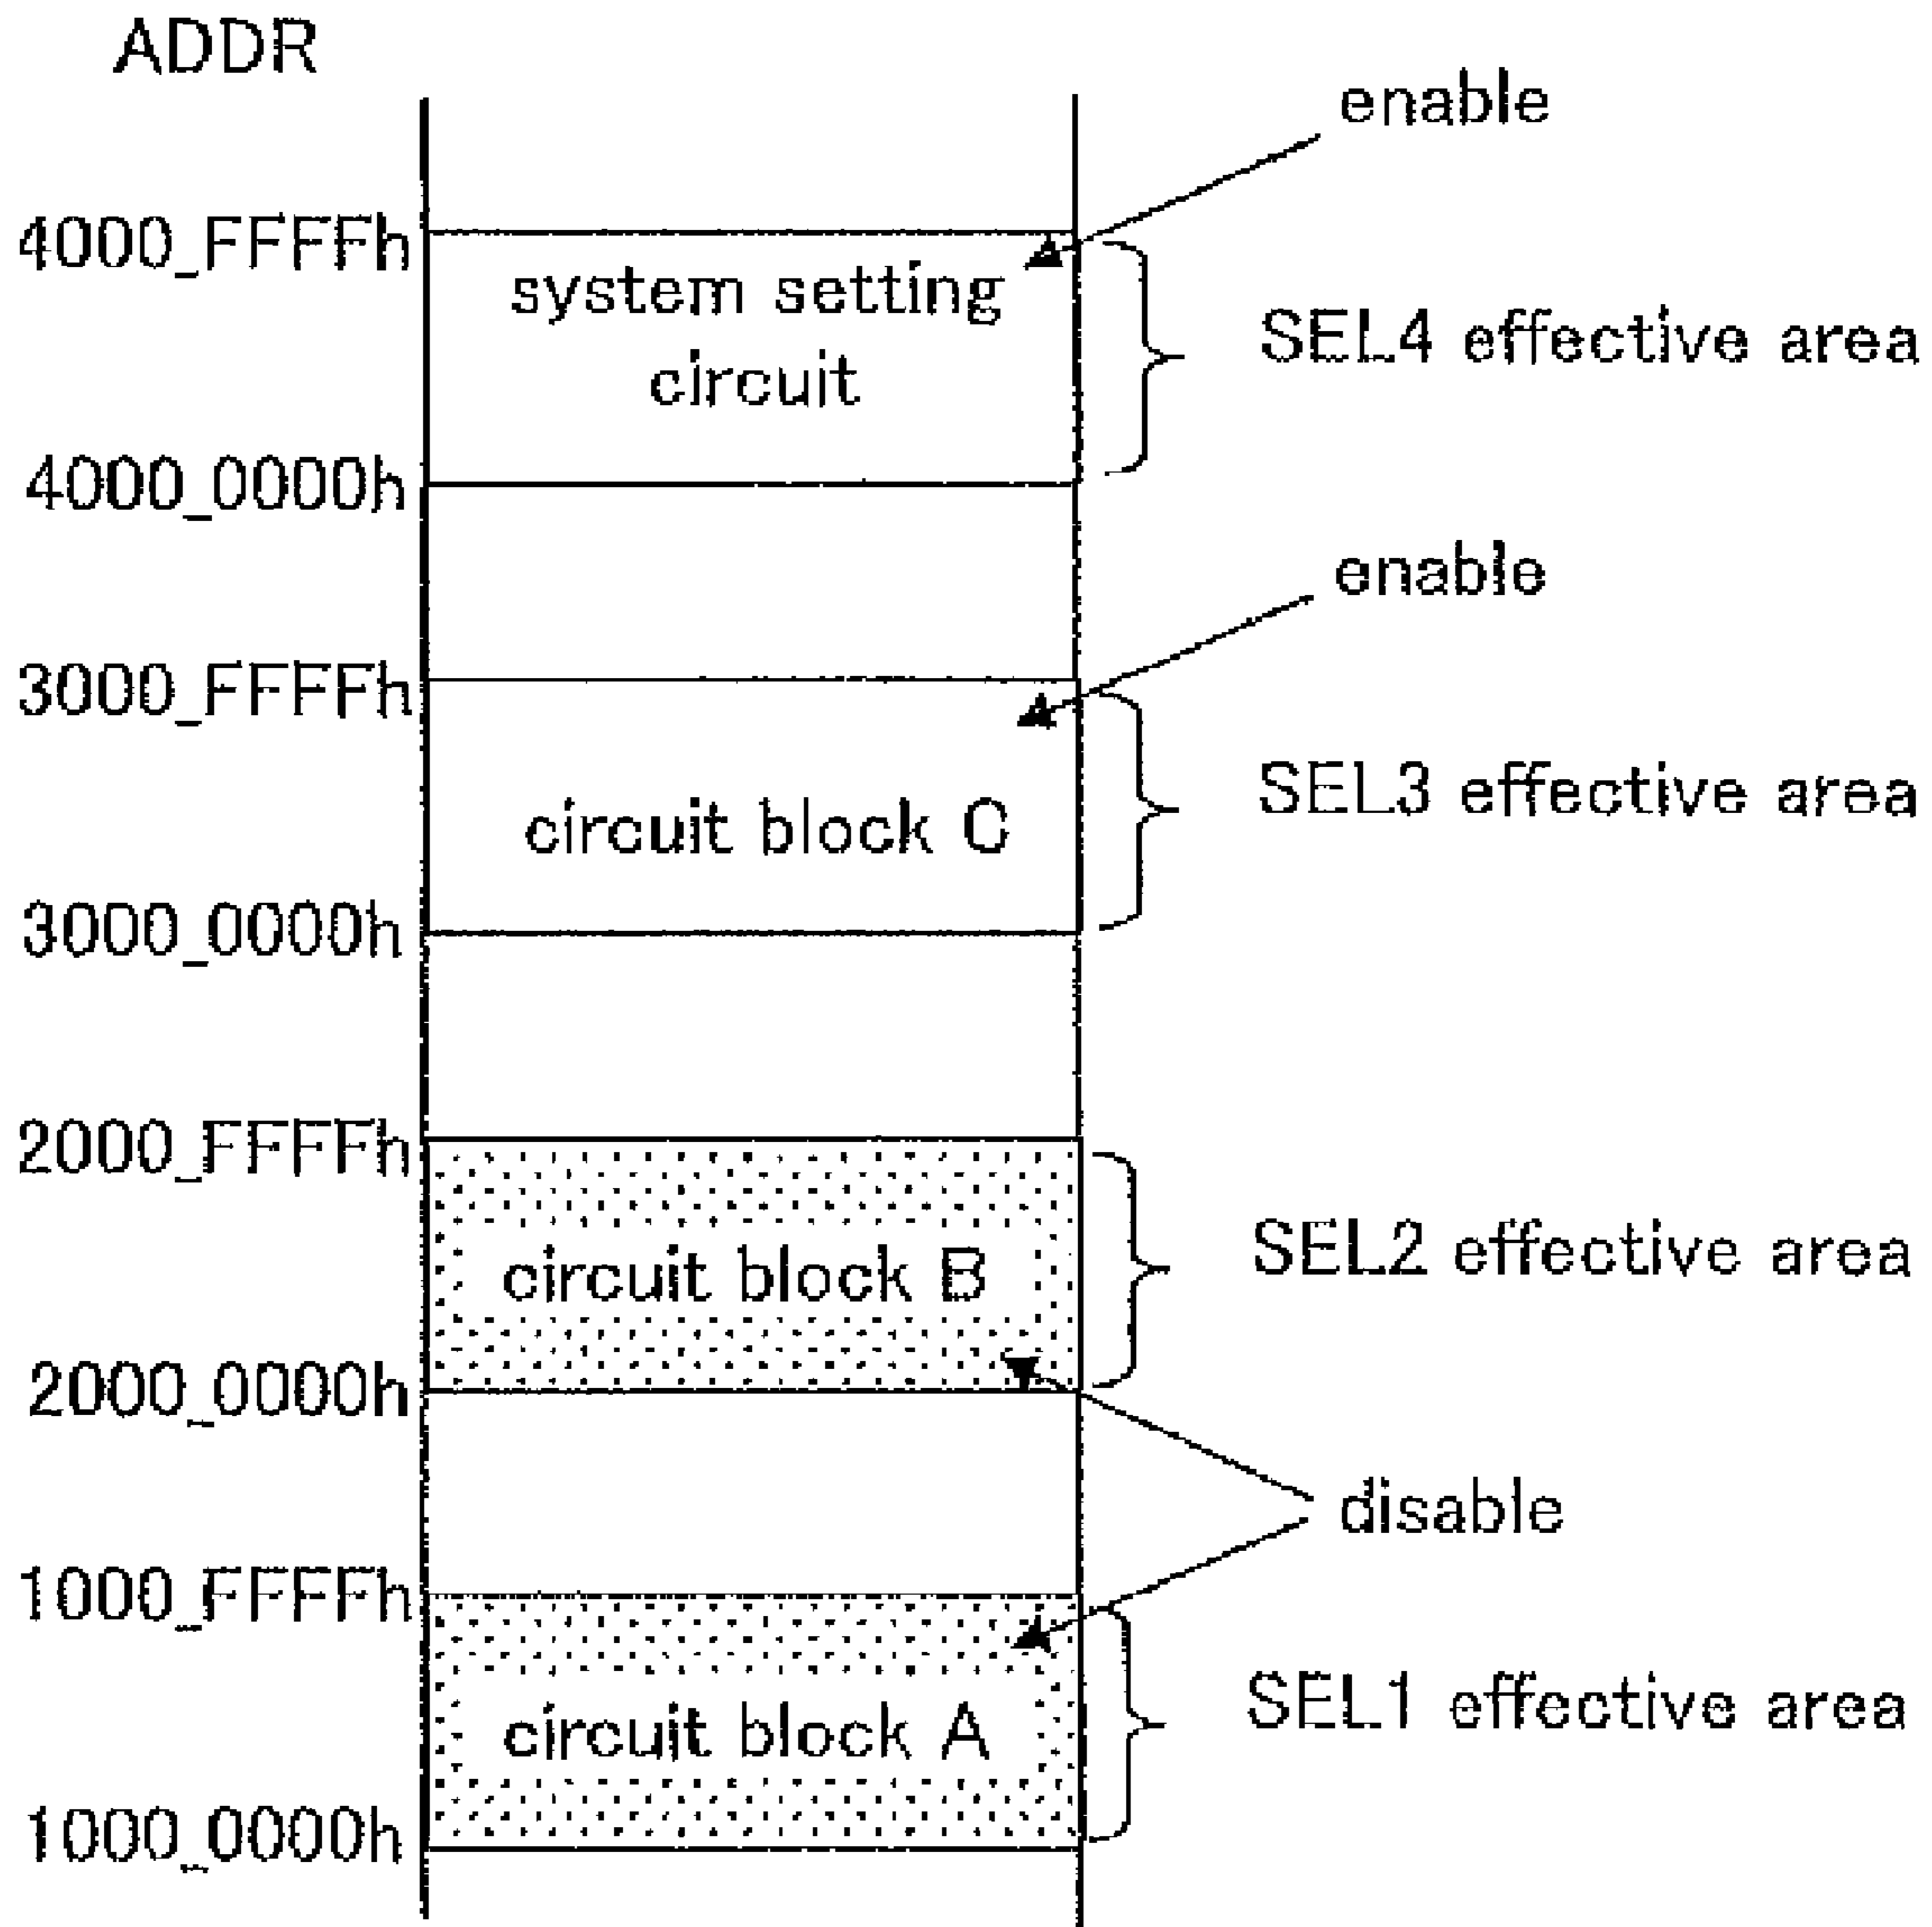 ADDR
enable
4000_FFFFh
system setting
circuit
SEL4 effective area
4000_0000h
enable
3000_FFFFh
SEL3 effective area
circuit block C
3000_0000h
2000_FFFFh
SEL2 effective area
circuit block B
2000_0000h
disable
1000_FFFFh
SEL1 effective area
circuit block A
1000_0000h